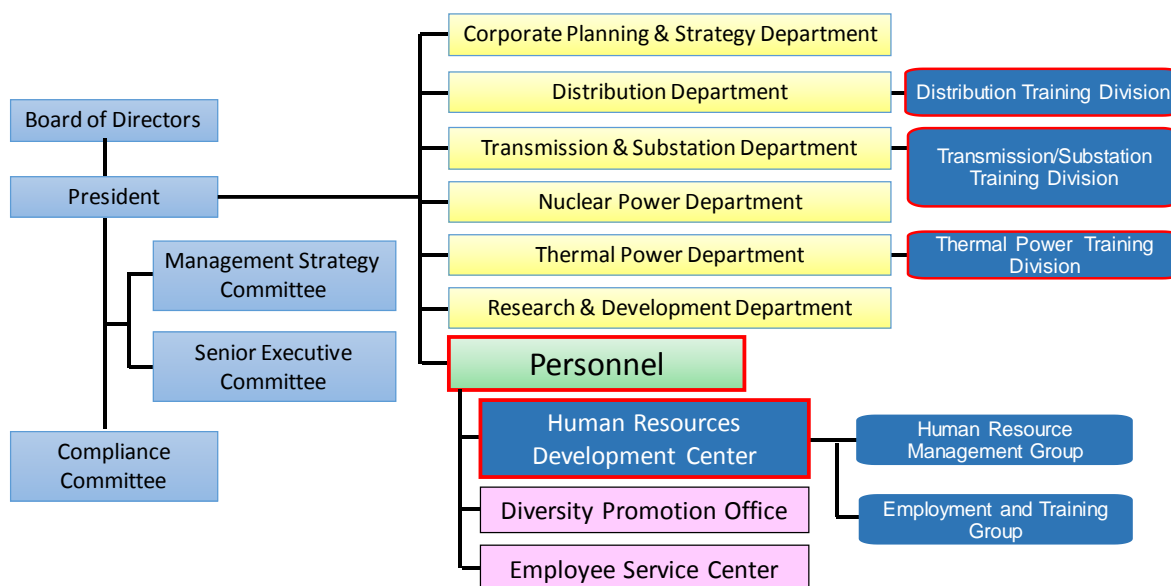 Board of Directors
President
Management Strategy
Committee
Senior Executive
Committee
Compliance
Committee
Corporate Planning & Strategy Department
Distribution Department
Distribution Training Division
Transmission & Substation Department
Transmission/Substation
Training Division
Nuclear Power Department
Thermal Power Department
Thermal Power Training
Division
Research & Development Department
Personnel
Human Resources
Development Center
Human Resource
Management Group
Employment and Training
Group
Diversity Promotion Office
Employee Service Center